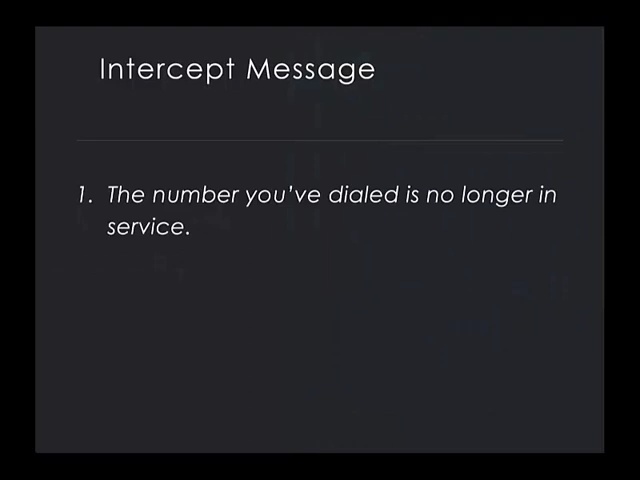 Intercept Message
1. The number you've dialed is no longer in
service.